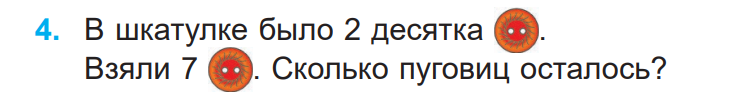 4. В шкатулке было 2 десятка .
Взяли 7 . Сколько пуговиц осталось?